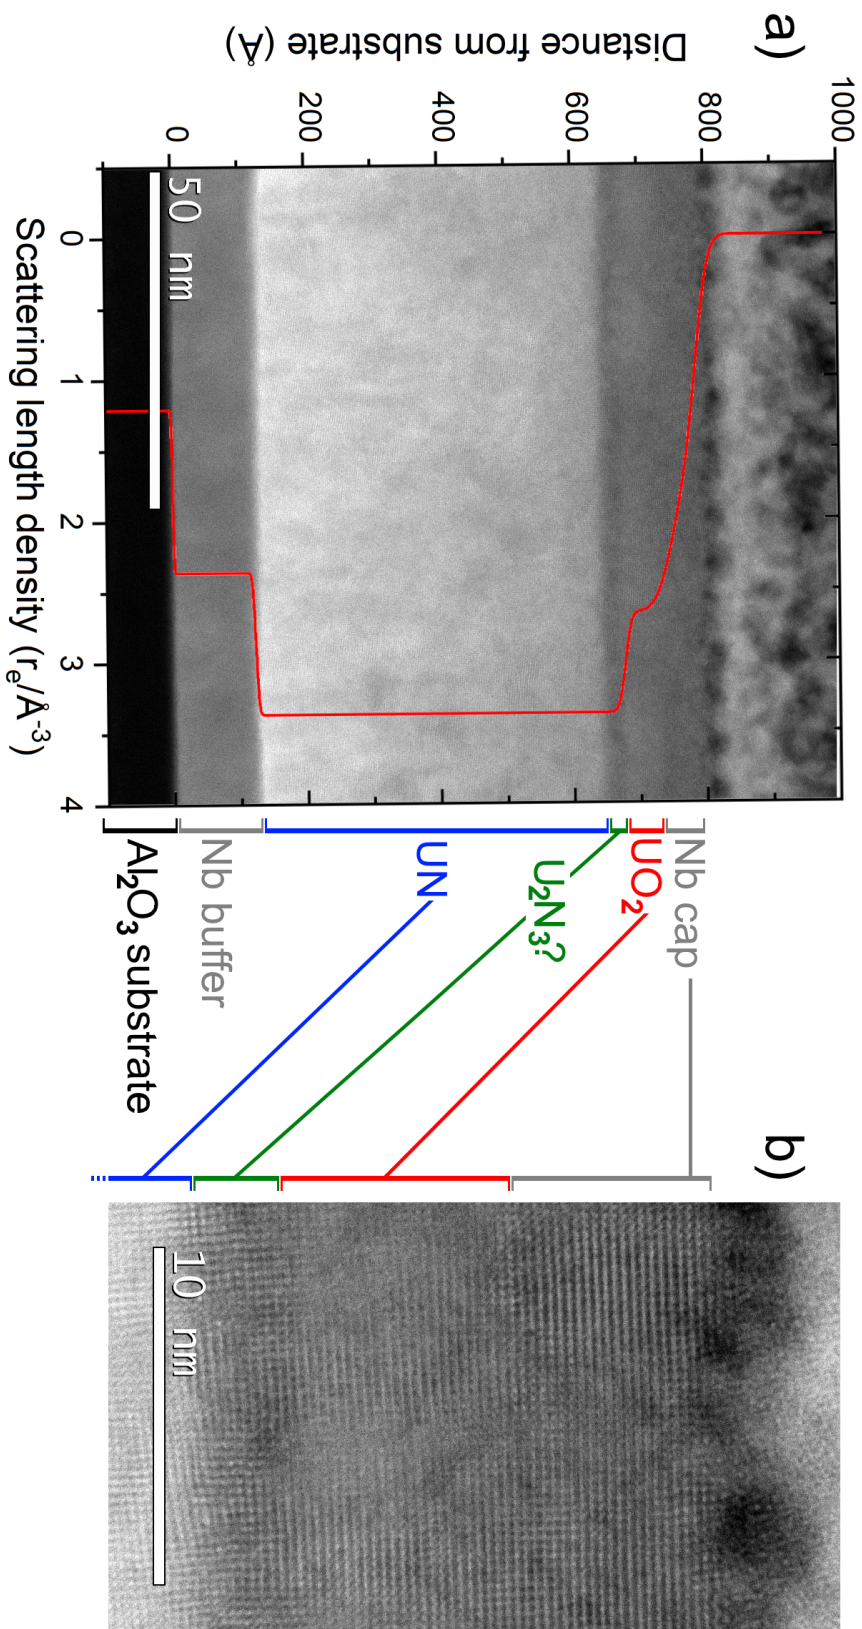 a)
Distance from substrate (Å)
1000
800
600
400
200
0
50 nm
0
1
2
3
4
Scattering length density (rₑ/Å⁻³)
Nb cap
UO₂
U₂N₃?
UN
Nb buffer
Al₂O₃ substrate
b)
10 nm